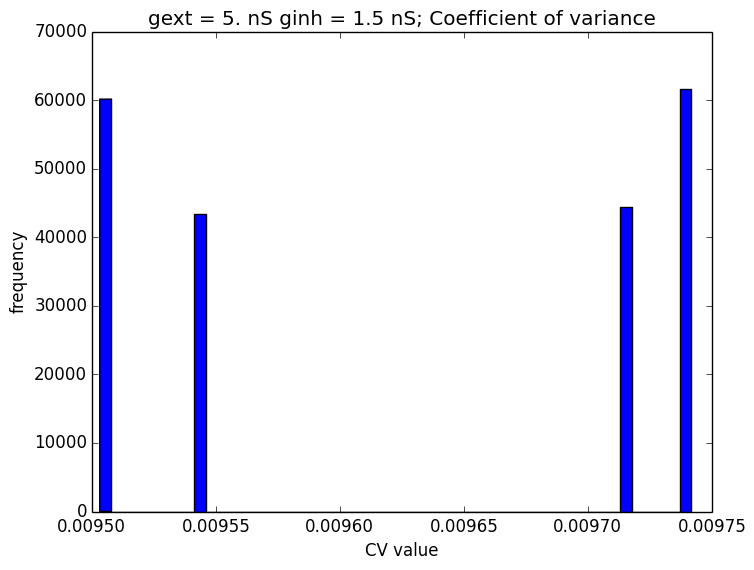 gext = 5. nS ginh = 1.5 nS; Coefficient of variance
70000
60000
50000
40000
30000
20000
10000
0
frequency
0.00950 0.00955 0.00960 0.00965 0.00970 0.00975
CV value